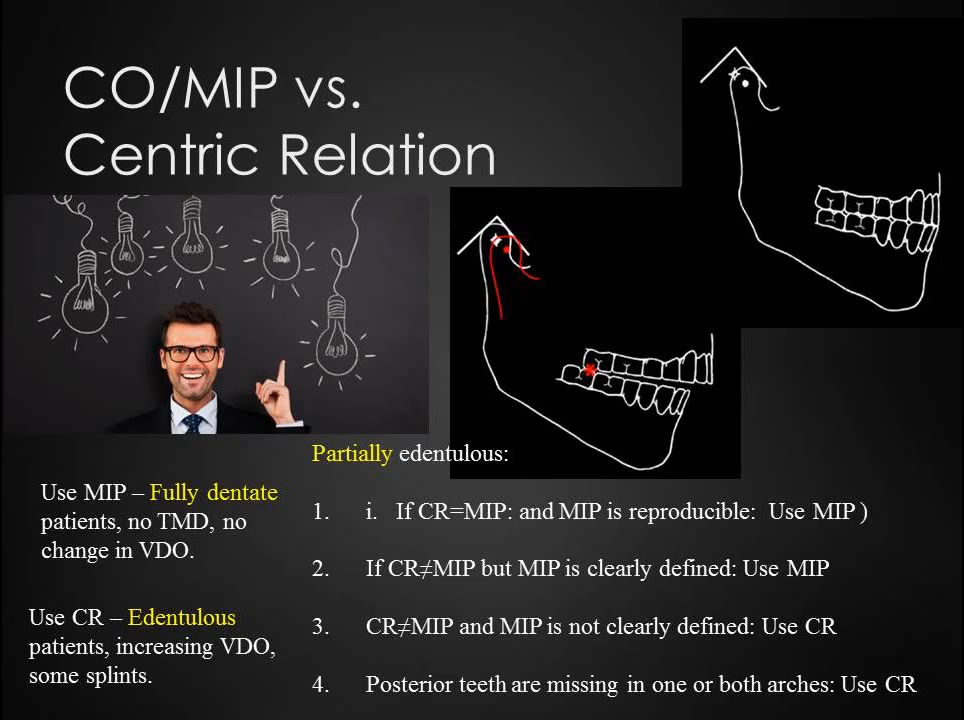 CO/MIP vs.
Centric Relation
Use MIP – Fully dentate
patients, no TMD, no
change in VDO.
Use CR – Edentulous
patients, increasing VDO,
some splints.
Partially edentulous:
1. i. If CR=MIP: and MIP is reproducible: Use MIP )
2. If CR≠MIP but MIP is clearly defined: Use MIP
3. CR≠MIP and MIP is not clearly defined: Use CR
4. Posterior teeth are missing in one or both arches: Use CR